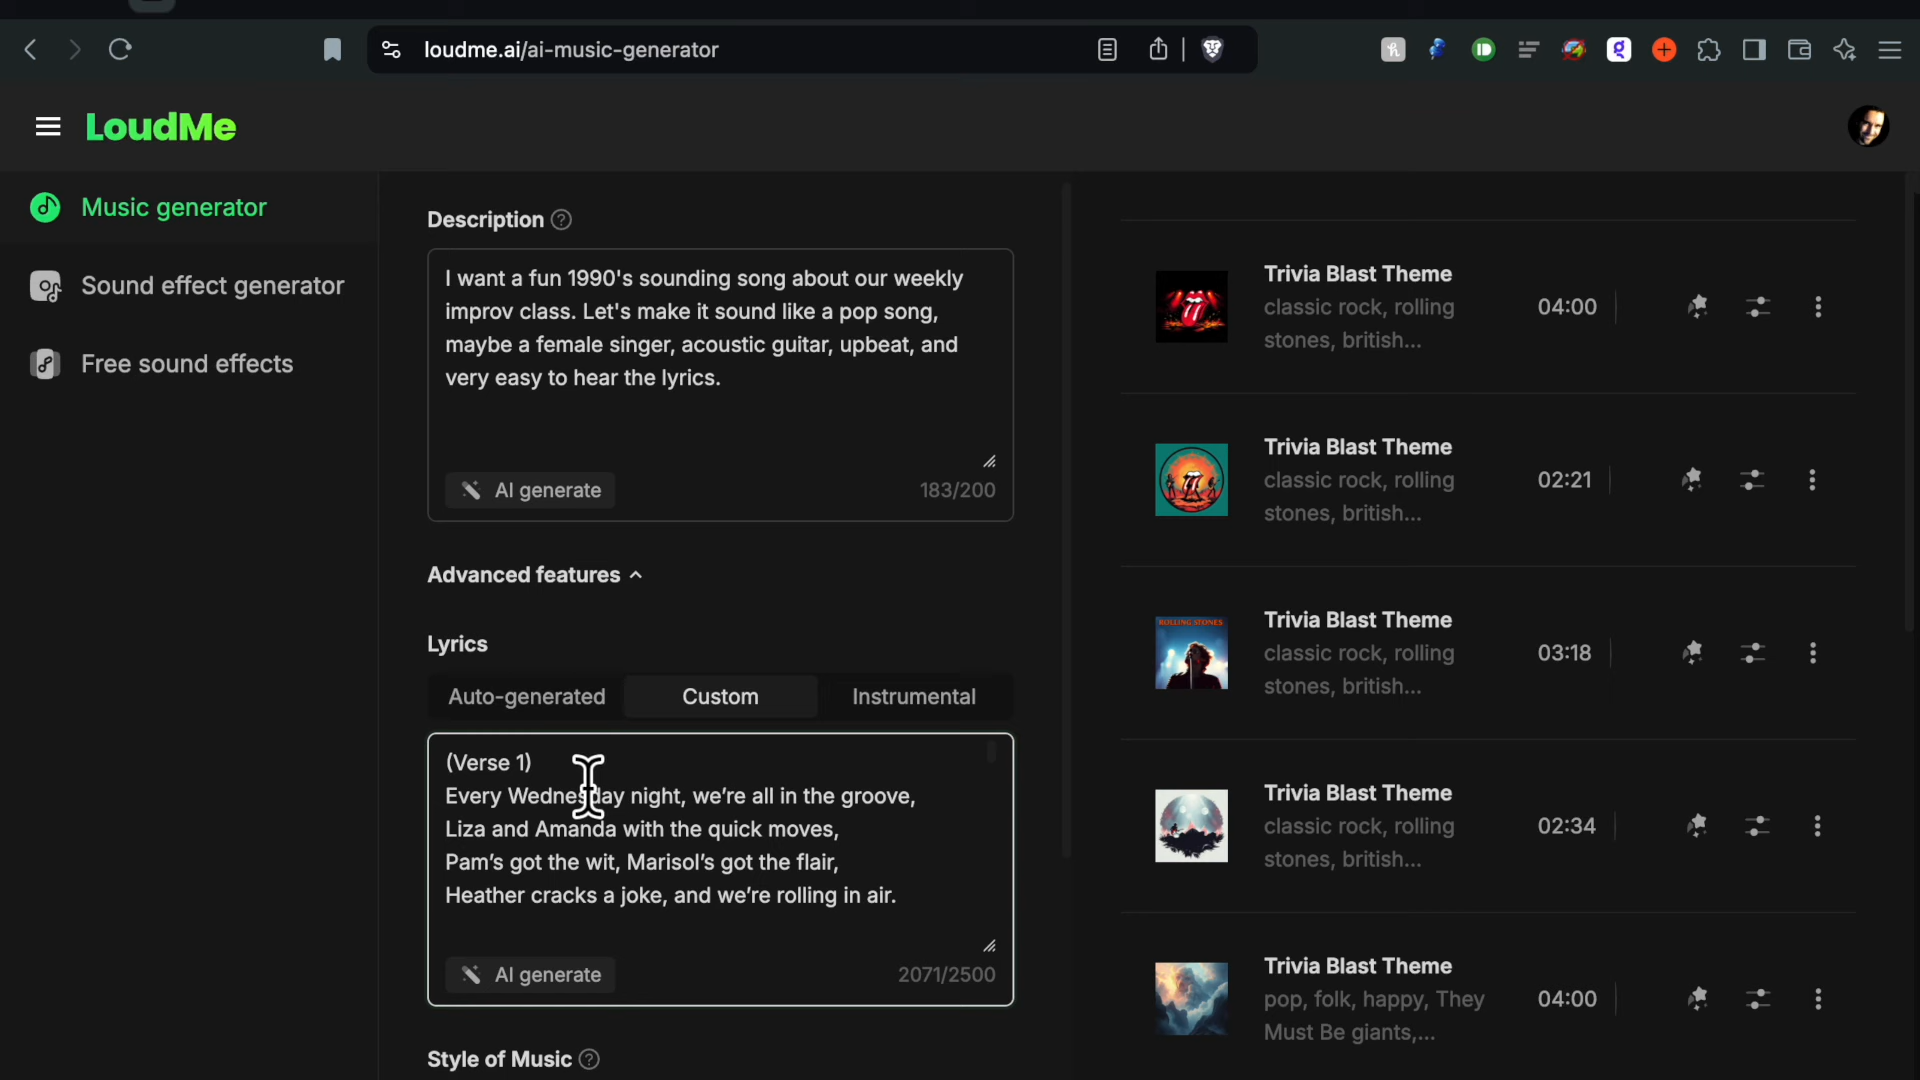 loudme.ai/ai-music-generator
LoudMe
Music generator
Sound effect generator
Free sound effects
Description
I want a fun 1990's sounding song about our weekly
improv class. Let's make it sound like a pop song,
maybe a female singer, acoustic guitar, upbeat, and
very easy to hear the lyrics.
AI generate
183/200
Advanced features
Lyrics
Auto-generated
Custom
Instrumental
(Verse 1)
Every Wednesday night, we're all in the groove,
Liza and Amanda with the quick moves,
Pam's got the wit, Marisol's got the flair,
Heather cracks a joke, and we're rolling in air.
AI generate
2071/2500
Style of Music
Trivia Blast Theme
classic rock, rolling
stones, british...
04:00
Trivia Blast Theme
classic rock, rolling
stones, british...
02:21
ROLLING STONES
Trivia Blast Theme
classic rock, rolling
stones, british...
03:18
Trivia Blast Theme
classic rock, rolling
stones, british...
02:34
Trivia Blast Theme
pop, folk, happy, They
Must Be giants,...
04:00